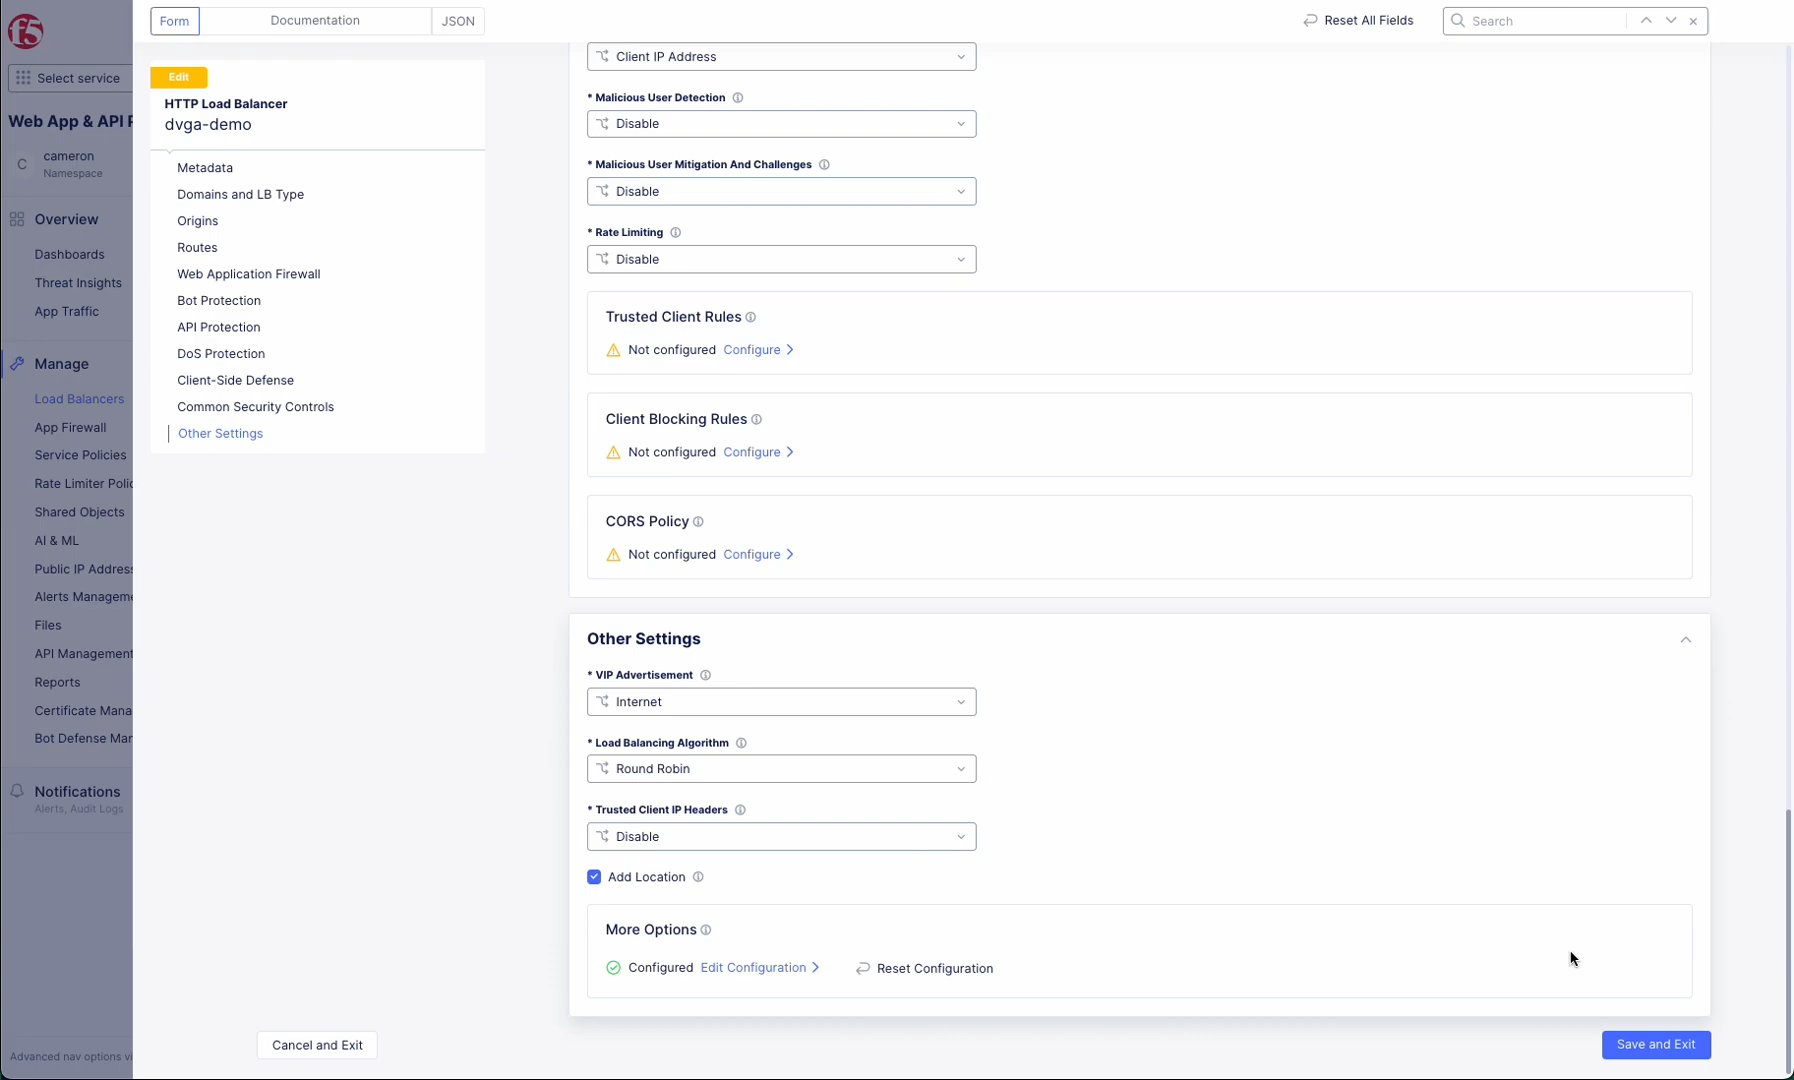 f5
Form
Documentation
JSON
Reset All Fields
Search
Select service
Edit
HTTP Load Balancer
dvga-demo
Web App & API P
C
cameron
Namespace
Metadata
Domains and LB Type
Origins
Routes
Web Application Firewall
Bot Protection
API Protection
DoS Protection
Client-Side Defense
Common Security Controls
Other Settings
Overview
Dashboards
Threat Insights
App Traffic
Manage
Load Balancers
App Firewall
Service Policies
Rate Limiter Polic
Shared Objects
AI & ML
Public IP Address
Alerts Manageme
Files
API Management
Reports
Certificate Mana
Bot Defense Man
Notifications
Alerts, Audit Logs
Advanced nav options vi
Client IP Address
* Malicious User Detection
Disable
* Malicious User Mitigation And Challenges
Disable
* Rate Limiting
Disable
Trusted Client Rules
Not configured Configure
Client Blocking Rules
Not configured Configure
CORS Policy
Not configured Configure
Other Settings
* VIP Advertisement
Internet
* Load Balancing Algorithm
Round Robin
* Trusted Client IP Headers
Disable
Add Location
More Options
Configured Edit Configuration Reset Configuration
Cancel and Exit
Save and Exit